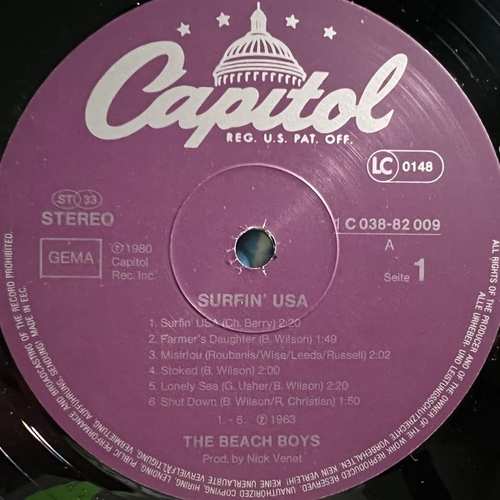 Capitol
REG. U.S. PAT. OFF.
LC 0148
ST 33
STEREO
GEMA
℗ 1980
Capitol
Rec. Inc.
1 C 038-82 009
A
Seite 1
SURFIN' USA
1. Surfin' USA (Ch. Berry) 2:20
2. Farmer's Daughter (B. Wilson) 1:49
3. Misirlou (Roubanis/Wise/Leeds/Russell) 2:02
4. Stoked (B. Wilson) 2:00
5. Lonely Sea (G. Usher/B. Wilson) 2:20
6 Shut Down (B. Wilson/R. Christian) 1:50
1. - 6. ℗ 1963
THE BEACH BOYS
Prod. by Nick Venet
ALL RIGHTS OF THE PRODUCER AND OF THE OWNER OF THE WORK REPRODUCED RESERVED. UNAUTHORIZED COPYING, HIRING, LENDING, PUBLIC PERFORMANCE AND BROADCASTING OF THE RECORD PROHIBITED.
ALLE URHEBER- UND LEISTUNGSSCHUTZRECHTE VORBEHALTEN. KEIN VERLEIH! KEINE UNERLAUBTE VERVIELFÄLTIGUNG, VERMIETUNG, AUFFÜHRUNG, SENDUNG! MADE IN EEC.